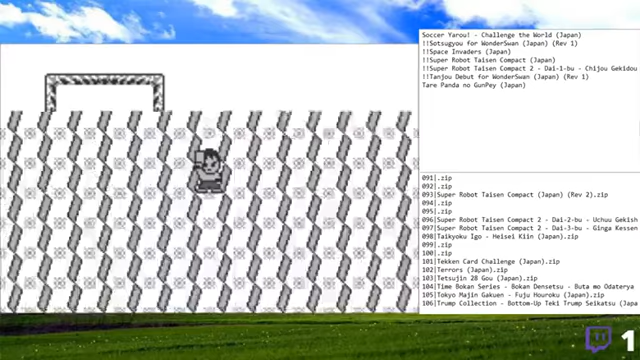 Soccer Yarou! - Challenge the World (Japan)
!!Sotsugyou for WonderSwan (Japan) (Rev 1)
!!Space Invaders (Japan)
!!Super Robot Taisen Compact (Japan)
!!Super Robot Taisen Compact 2 - Dai-1-bu - Chijou Gekidou
!!Tanjou Debut for WonderSwan (Japan) (Rev 1)
Tare Panda no GunPey (Japan)
091|.zip
092|.zip
093|Super Robot Taisen Compact (Japan) (Rev 2).zip
094|.zip
095|.zip
096|Super Robot Taisen Compact 2 - Dai-2-bu - Uchuu Gekish
097|Super Robot Taisen Compact 2 - Dai-3-bu - Ginga Kessen
098|Taikyoku Igo - Heisei Kiin (Japan).zip
099|.zip
100|.zip
101|Tekken Card Challenge (Japan).zip
102|Terrors (Japan).zip
103|Tetsujin 28 Gou (Japan).zip
104|Time Bokan Series - Bokan Densetsu - Buta mo Odaterya
105|Tokyo Majin Gakuen - Fuju Houroku (Japan).zip
106|Trump Collection - Bottom-Up Teki Trump Seikatsu (Japa
1